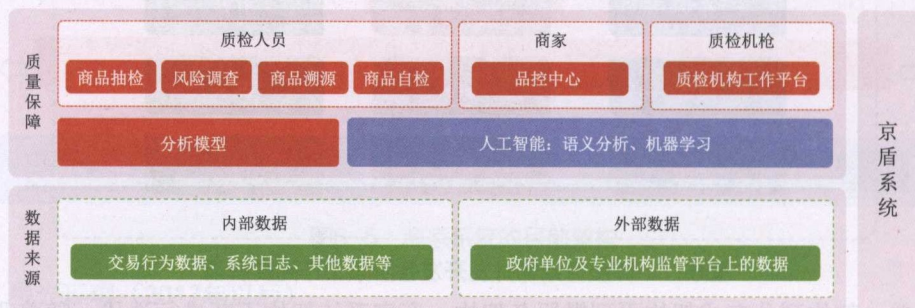 质量保障
质检人员
商家
质检机枪
商品抽检
风险调查
商品溯源
商品自检
品控中心
质检机构工作平台
分析模型
人工智能：语义分析、机器学习
京盾系统
数据来源
内部数据
外部数据
交易行为数据、系统日志、其他数据等
政府单位及专业机构监管平台上的数据